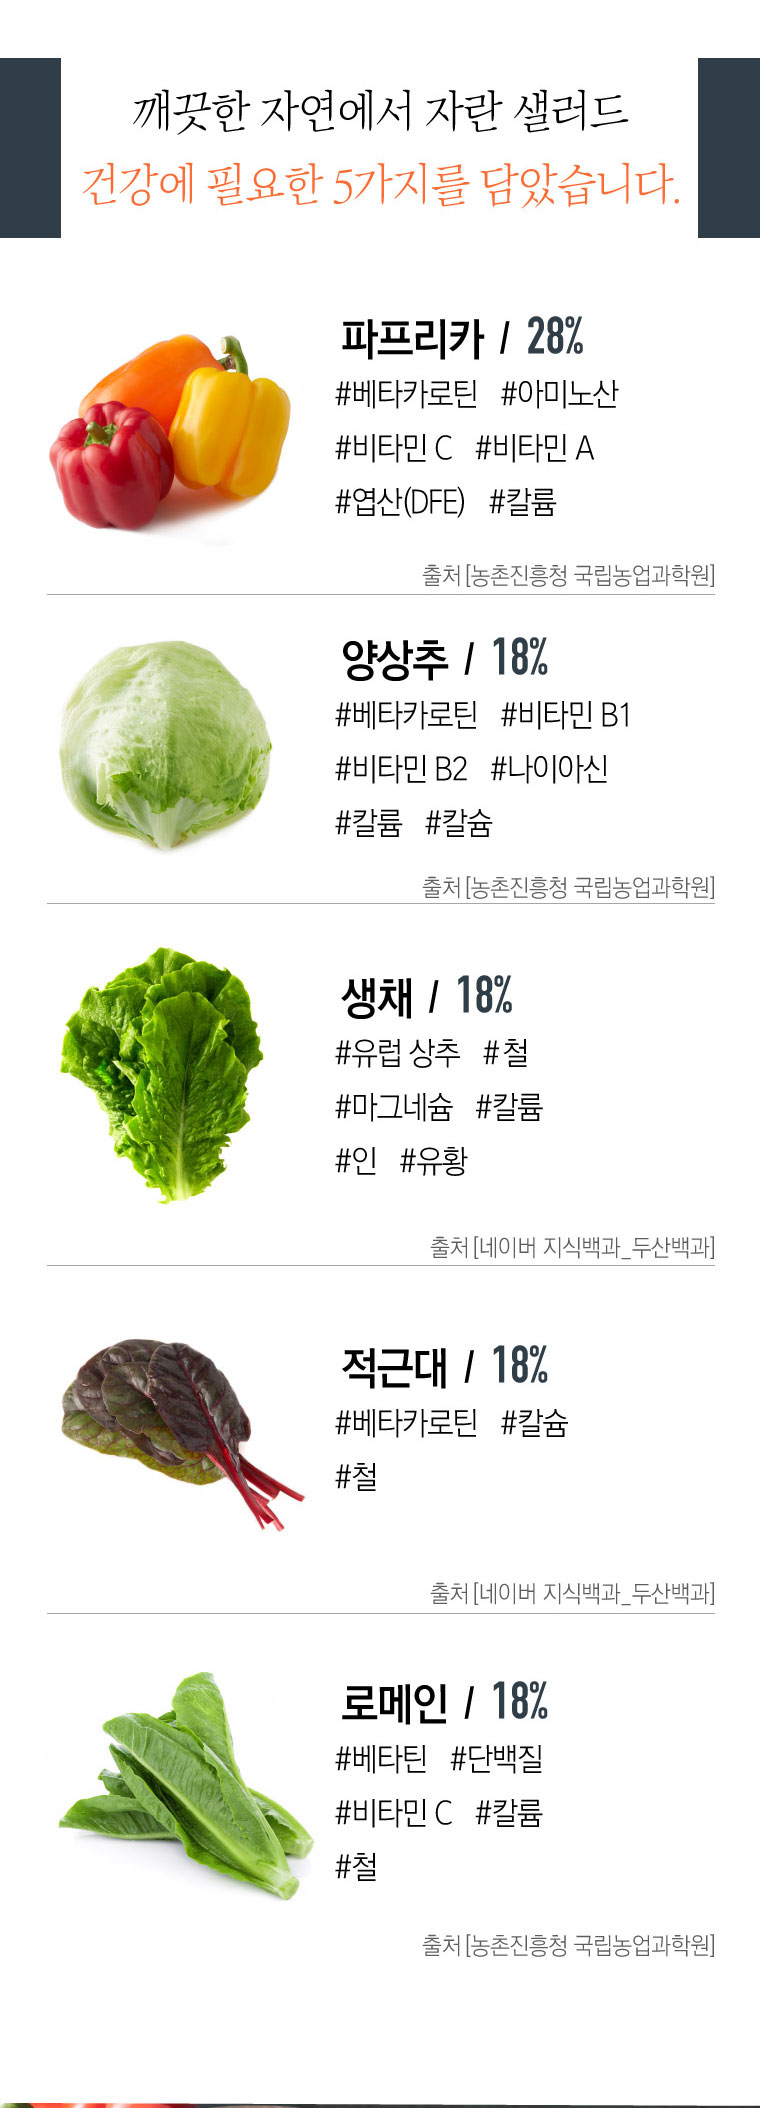 깨끗한 자연에서 자란 샐러드
건강에 필요한 5가지를 담았습니다.
파프리카 / 28%
#베타카로틴 #아미노산
#비타민 C #비타민 A
#엽산(DFE) #칼륨
출처 [농촌진흥청 국립농업과학원]
양상추 / 18%
#베타카로틴 #비타민 B1
#비타민 B2 #나이아신
#칼륨 #칼슘
출처 [농촌진흥청 국립농업과학원]
생채 / 18%
#유럽 상추 #철
#마그네슘 #칼륨
#인 #유황
출처 [네이버 지식백과_두산백과]
적근대 / 18%
#베타카로틴 #칼슘
#철
출처 [네이버 지식백과_두산백과]
로메인 / 18%
#베타틴 #단백질
#비타민 C #칼륨
#철
출처 [농촌진흥청 국립농업과학원]